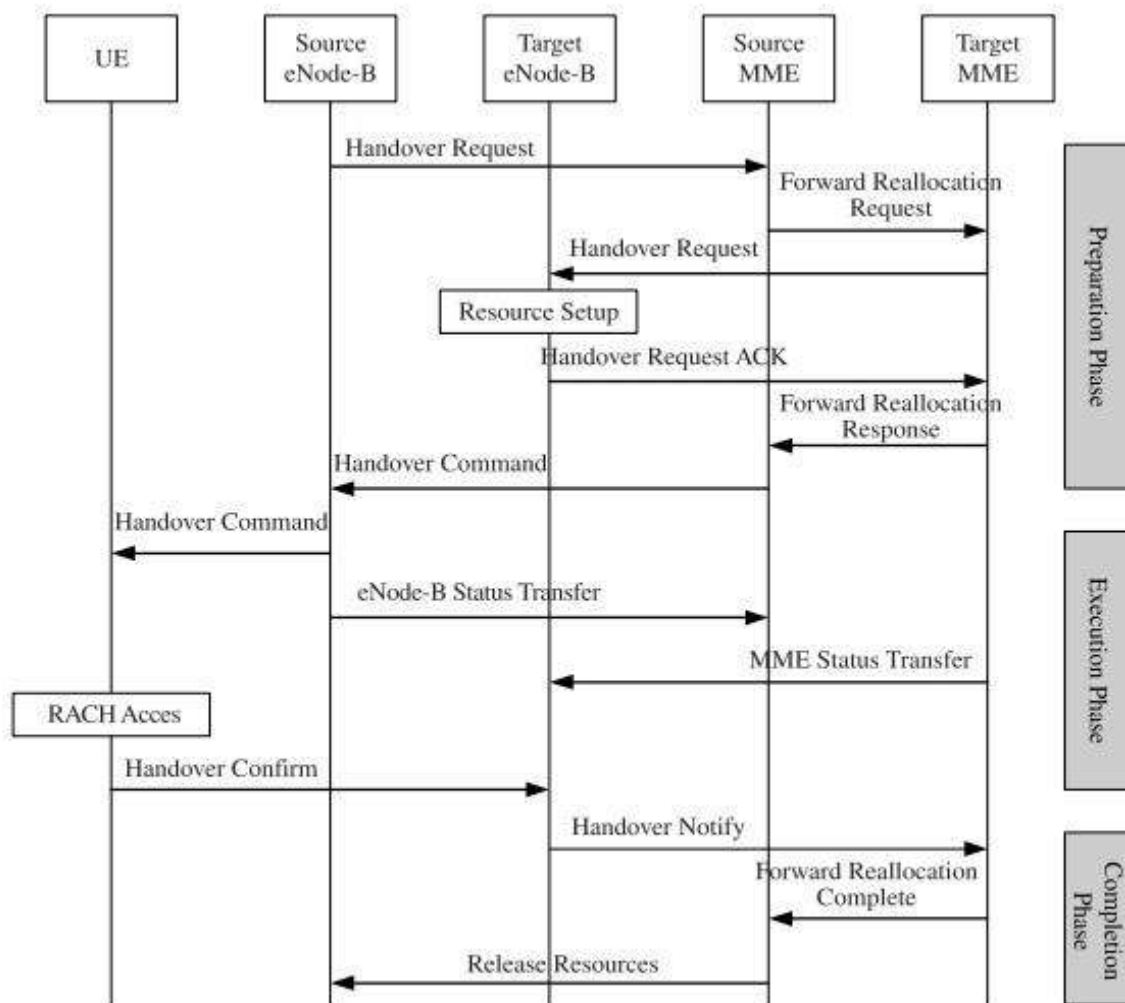 UE
Source
eNode-B
Target
eNode-B
Source
MME
Target
MME
Handover Request
Forward Reallocation
Request
Handover Request
Resource Setup
Handover Request ACK
Forward Reallocation
Response
Handover Command
Preparation Phase
Handover Command
eNode-B Status Transfer
MME Status Transfer
RACH Acces
Handover Confirm
Execution Phase
Handover Notify
Forward Reallocation
Complete
Release Resources
Completion
Phase